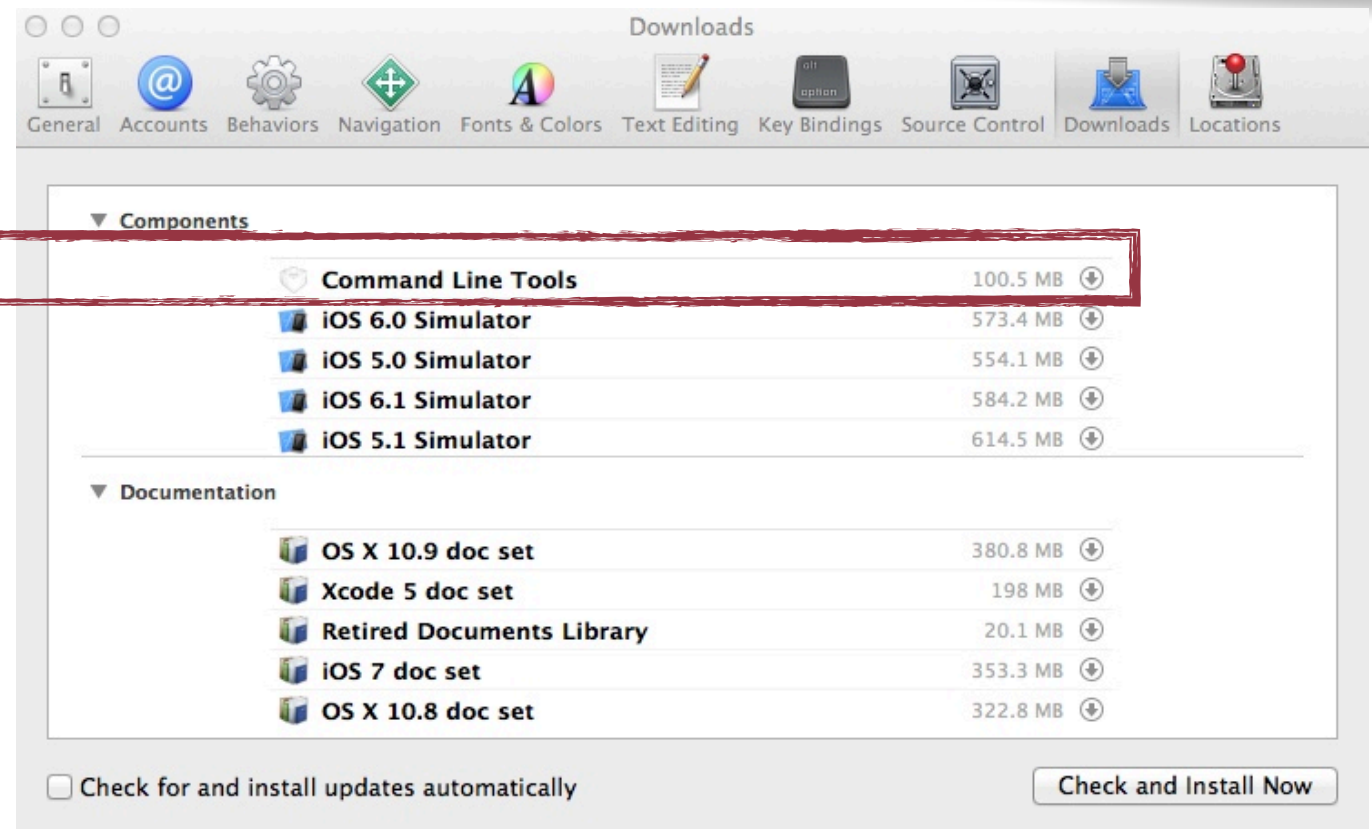 Downloads
alt
option
General Accounts Behaviors Navigation Fonts & Colors Text Editing Key Bindings Source Control Downloads Locations
Components
Command Line Tools 100.5 MB
iOS 6.0 Simulator 573.4 MB
iOS 5.0 Simulator 554.1 MB
iOS 6.1 Simulator 584.2 MB
iOS 5.1 Simulator 614.5 MB
Documentation
OS X 10.9 doc set 380.8 MB
Xcode 5 doc set 198 MB
Retired Documents Library 20.1 MB
iOS 7 doc set 353.3 MB
OS X 10.8 doc set 322.8 MB
Check for and install updates automatically Check and Install Now